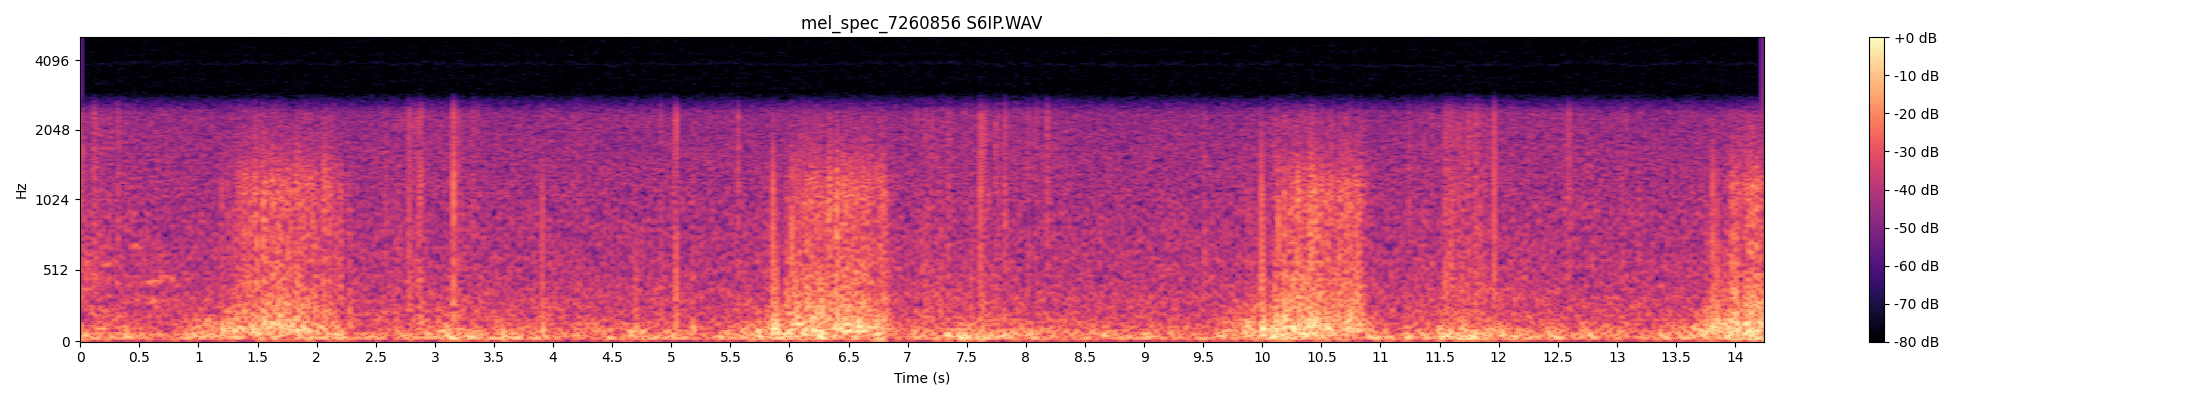 mel_spec_7260856 S6IP.WAV
+0 dB
4096
-10 dB
-20 dB
2048
-30 dB
Hz
1024
-40 dB
-50 dB
512
-60 dB
-70 dB
0
-80 dB
0 0.5 1 1.5 2 2.5 3 3.5 4 4.5 5 5.5 6 6.5 7 7.5 8 8.5 9 9.5 10 10.5 11 11.5 12 12.5 13 13.5 14
Time (s)